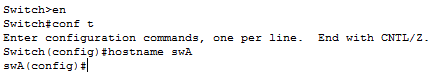 Switch>en
Switch#conf t
Enter configuration commands, one per line.  End with CNTL/Z.
Switch(config)#hostname swA
swA(config)#